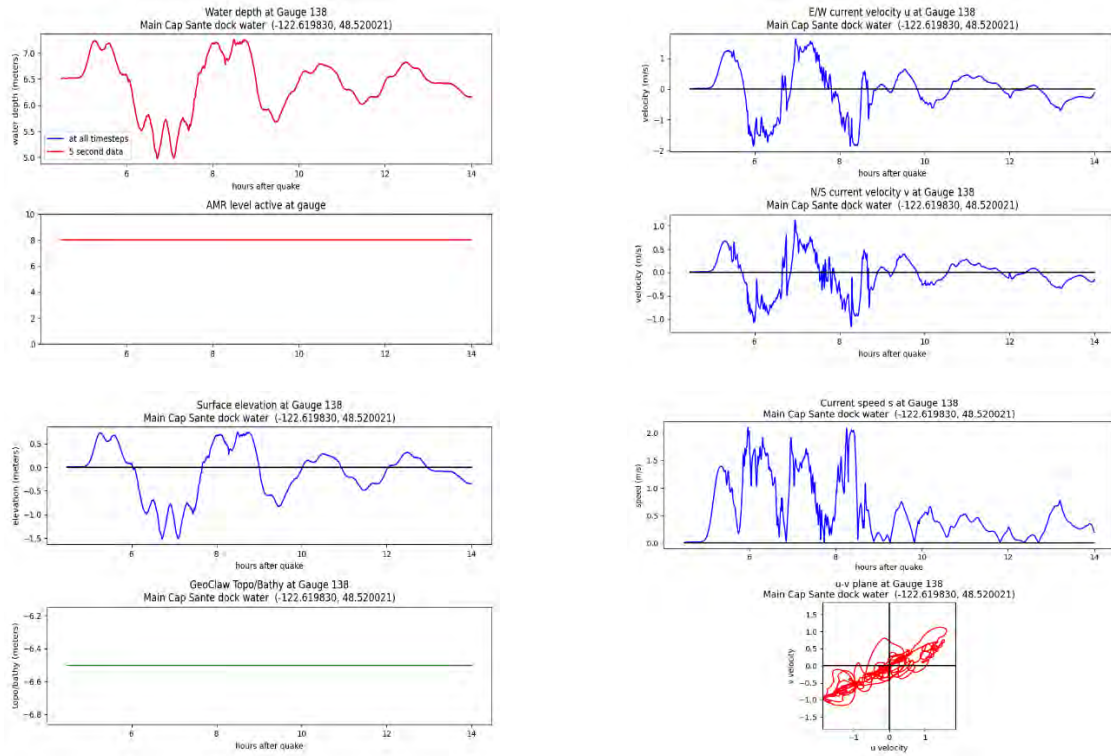 Water depth at Gauge 138
Main Cap Sante dock water (-122.619830, 48.520021)
water depth (meters)
7.0
6.5
6.0
5.5
5.0
at all timesteps
5 second data
6 8 10 12 14
hours after quake
AMR level active at gauge
10
8
6
4
2
0
6 8 10 12 14
Surface elevation at Gauge 138
Main Cap Sante dock water (-122.619830, 48.520021)
elevation (meters)
0.5
0.0
−0.5
−1.0
−1.5
6 8 10 12 14
hours after quake
GeoClaw Topo/Bathy at Gauge 138
Main Cap Sante dock water (-122.619830, 48.520021)
topo/bathy (meters)
−6.2
−6.4
−6.6
−6.8
6 8 10 12 14
hours after quake
E/W current velocity u at Gauge 138
Main Cap Sante dock water (-122.619830, 48.520021)
velocity (m/s)
1
0
−1
−2
6 8 10 12 14
hours after quake
N/S current velocity v at Gauge 138
Main Cap Sante dock water (-122.619830, 48.520021)
velocity (m/s)
1.0
0.5
0.0
−0.5
−1.0
6 8 10 12 14
hours after quake
Current speed s at Gauge 138
Main Cap Sante dock water (-122.619830, 48.520021)
speed (m/s)
2.0
1.5
1.0
0.5
0.0
6 8 10 12 14
hours after quake
u-v plane at Gauge 138
Main Cap Sante dock water (-122.619830, 48.520021)
v velocity
1.5
1.0
0.5
0.0
−0.5
−1.0
−1.5
−1 0 1
u velocity